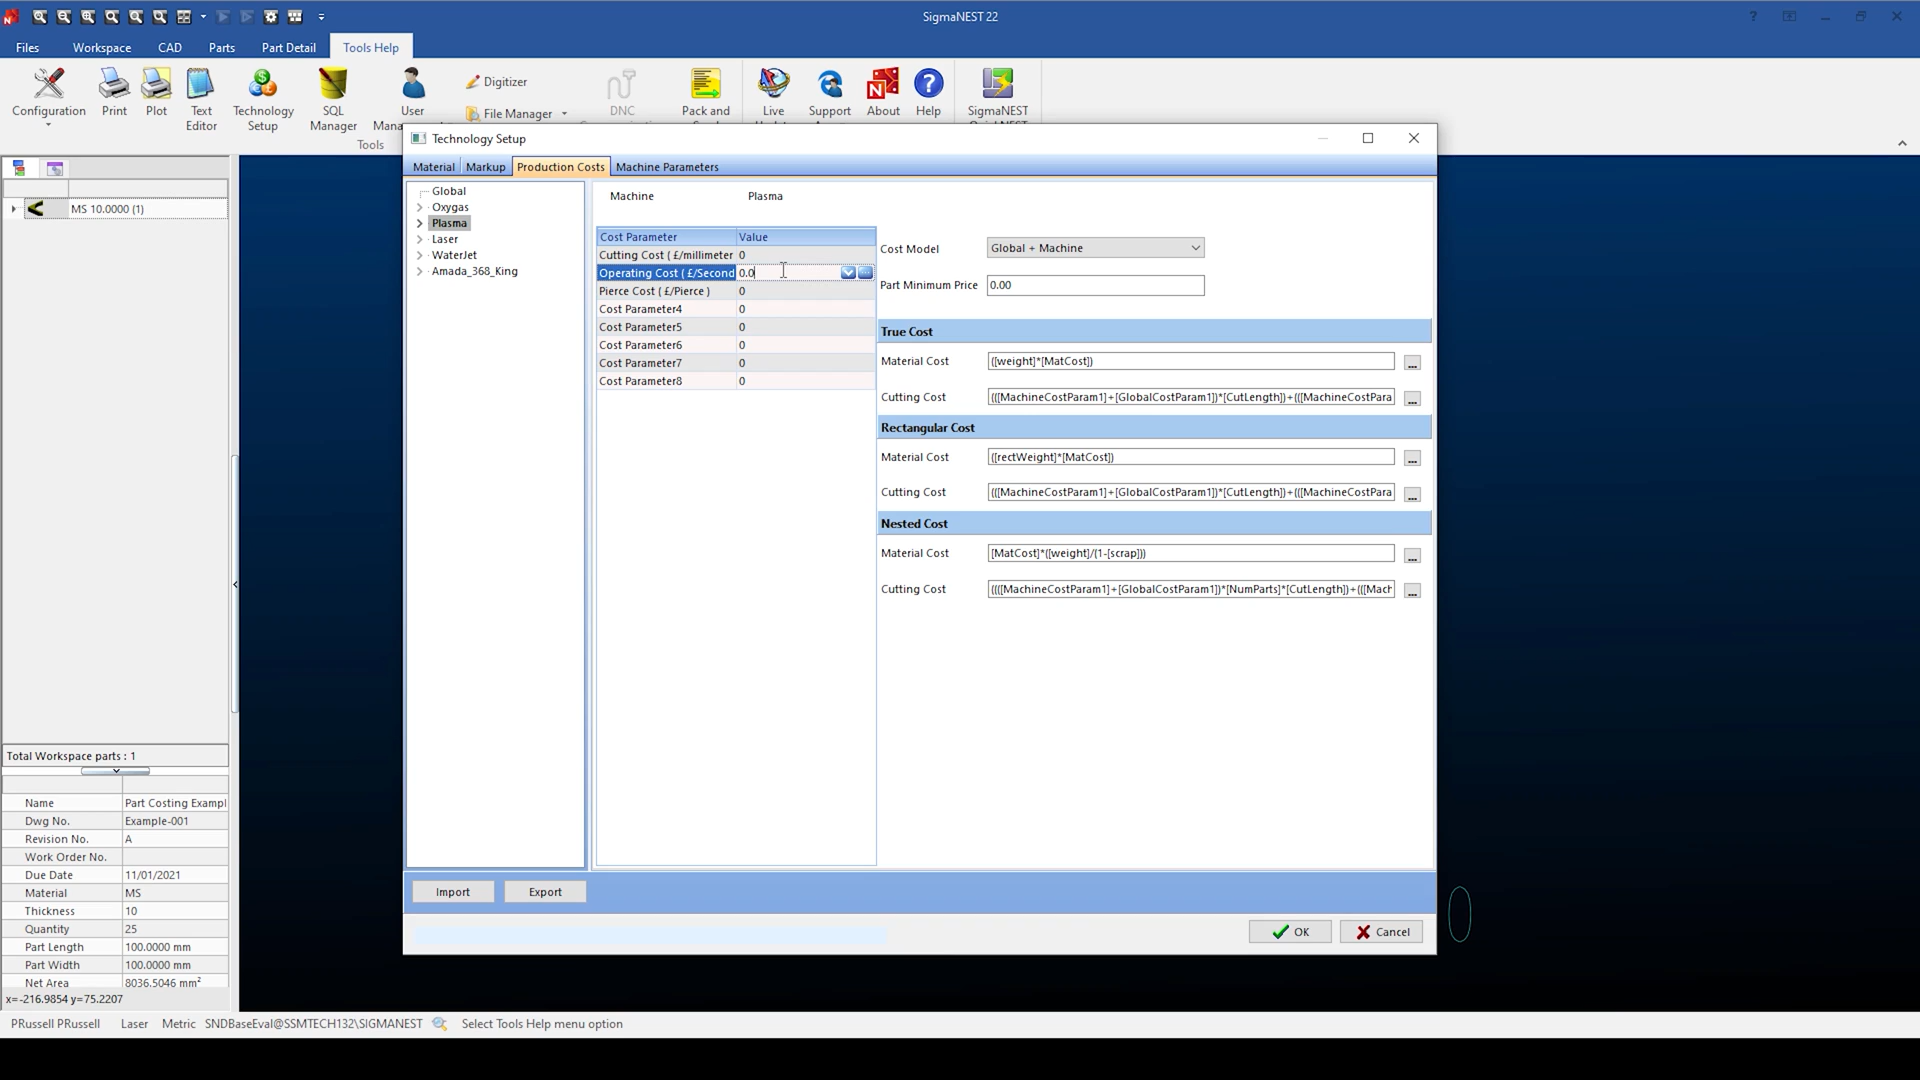 SigmaNEST 22
Files
Workspace
CAD
Parts
Part Detail
Tools Help
Configuration
Print
Plot
Text Editor
Technology Setup
SQL Manager
User
Digitizer
File Manager
DNC
Pack and
Live
Support
About
Help
SigmaNEST
Tools
Technology Setup
Material
Markup
Production Costs
Machine Parameters
Global
Oxygas
Plasma
Laser
WaterJet
Amada_368_King
Machine
Plasma
Cost Parameter
Value
Cutting Cost ( £/millimeter
0
Operating Cost ( £/Second
0.0
Pierce Cost ( £/Pierce )
0
Cost Parameter4
0
Cost Parameter5
0
Cost Parameter6
0
Cost Parameter7
0
Cost Parameter8
0
Cost Model
Global + Machine
Part Minimum Price
0.00
True Cost
Material Cost
([weight]*[MatCost])
Cutting Cost
(([MachineCostParam1]+[GlobalCostParam1])*[CutLength])+(([MachineCostPara
Rectangular Cost
Material Cost
([rectWeight]*[MatCost])
Cutting Cost
(([MachineCostParam1]+[GlobalCostParam1])*[CutLength])+(([MachineCostPara
Nested Cost
Material Cost
[MatCost]*([weight]/(1-[scrap]))
Cutting Cost
((([MachineCostParam1]+[GlobalCostParam1])*[NumParts]*[CutLength])+(([Mach
Import
Export
OK
Cancel
MS 10.0000 (1)
Total Workspace parts : 1
Name
Part Costing Exampl
Dwg No.
Example-001
Revision No.
A
Work Order No.
Due Date
11/01/2021
Material
MS
Thickness
10
Quantity
25
Part Length
100.0000 mm
Part Width
100.0000 mm
Net Area
8036.5046 mm²
x=-216.9854 y=75.2207
PRussell PRussell
Laser
Metric
SNDBaseEval@SSMTECH132\SIGMANEST
Select Tools Help menu option